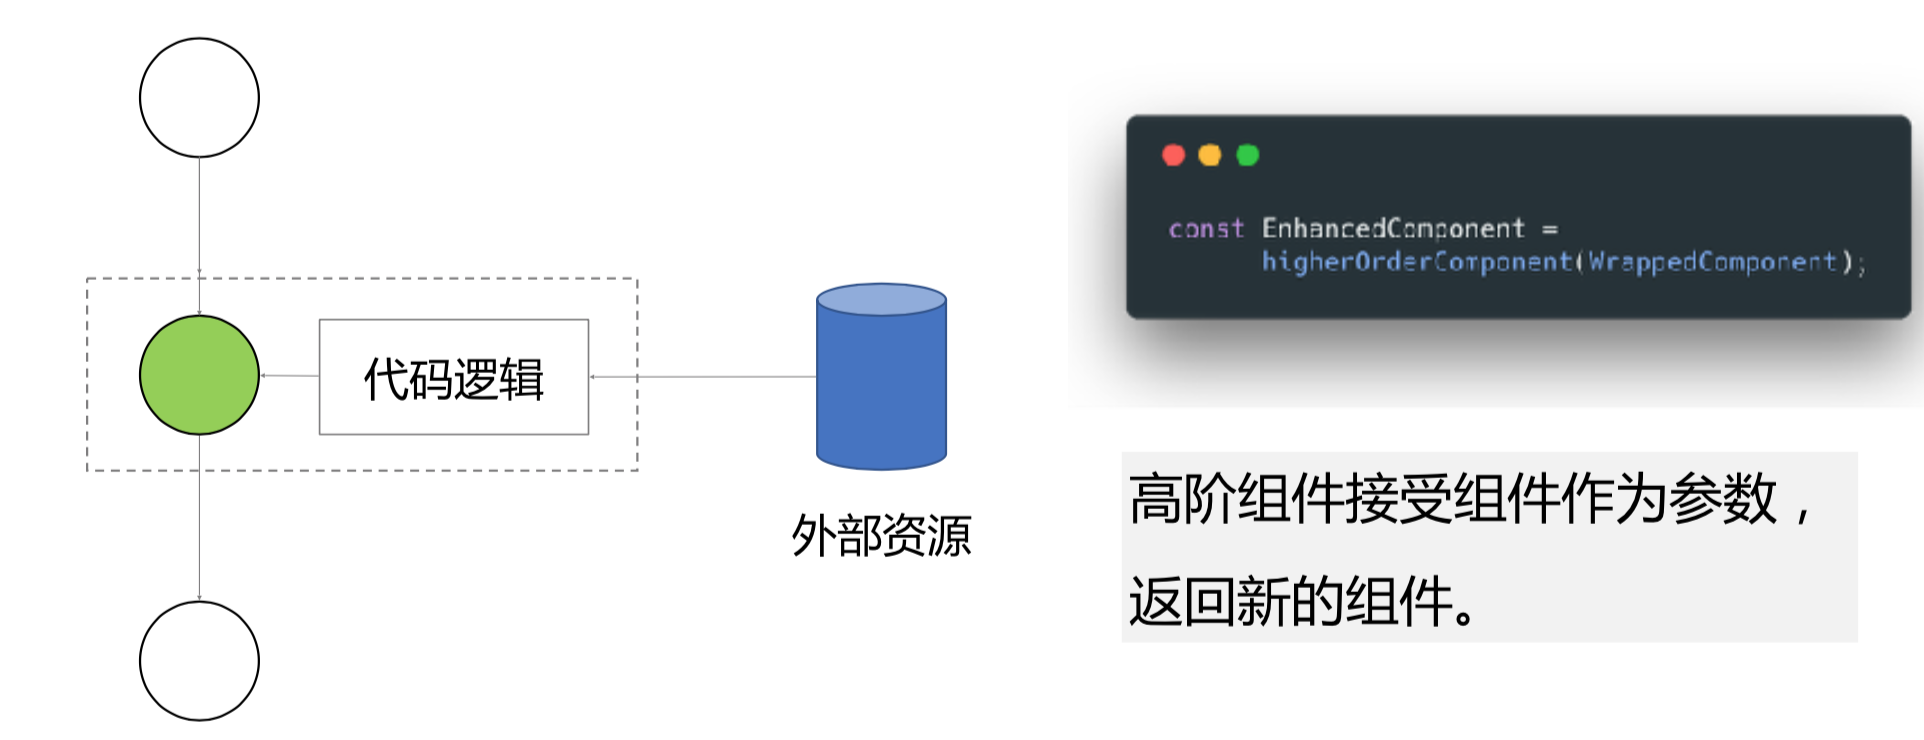 代码逻辑
外部资源
const EnhancedComponent =
higherOrderComponent(WrappedComponent);
高阶组件接受组件作为参数，
返回新的组件。